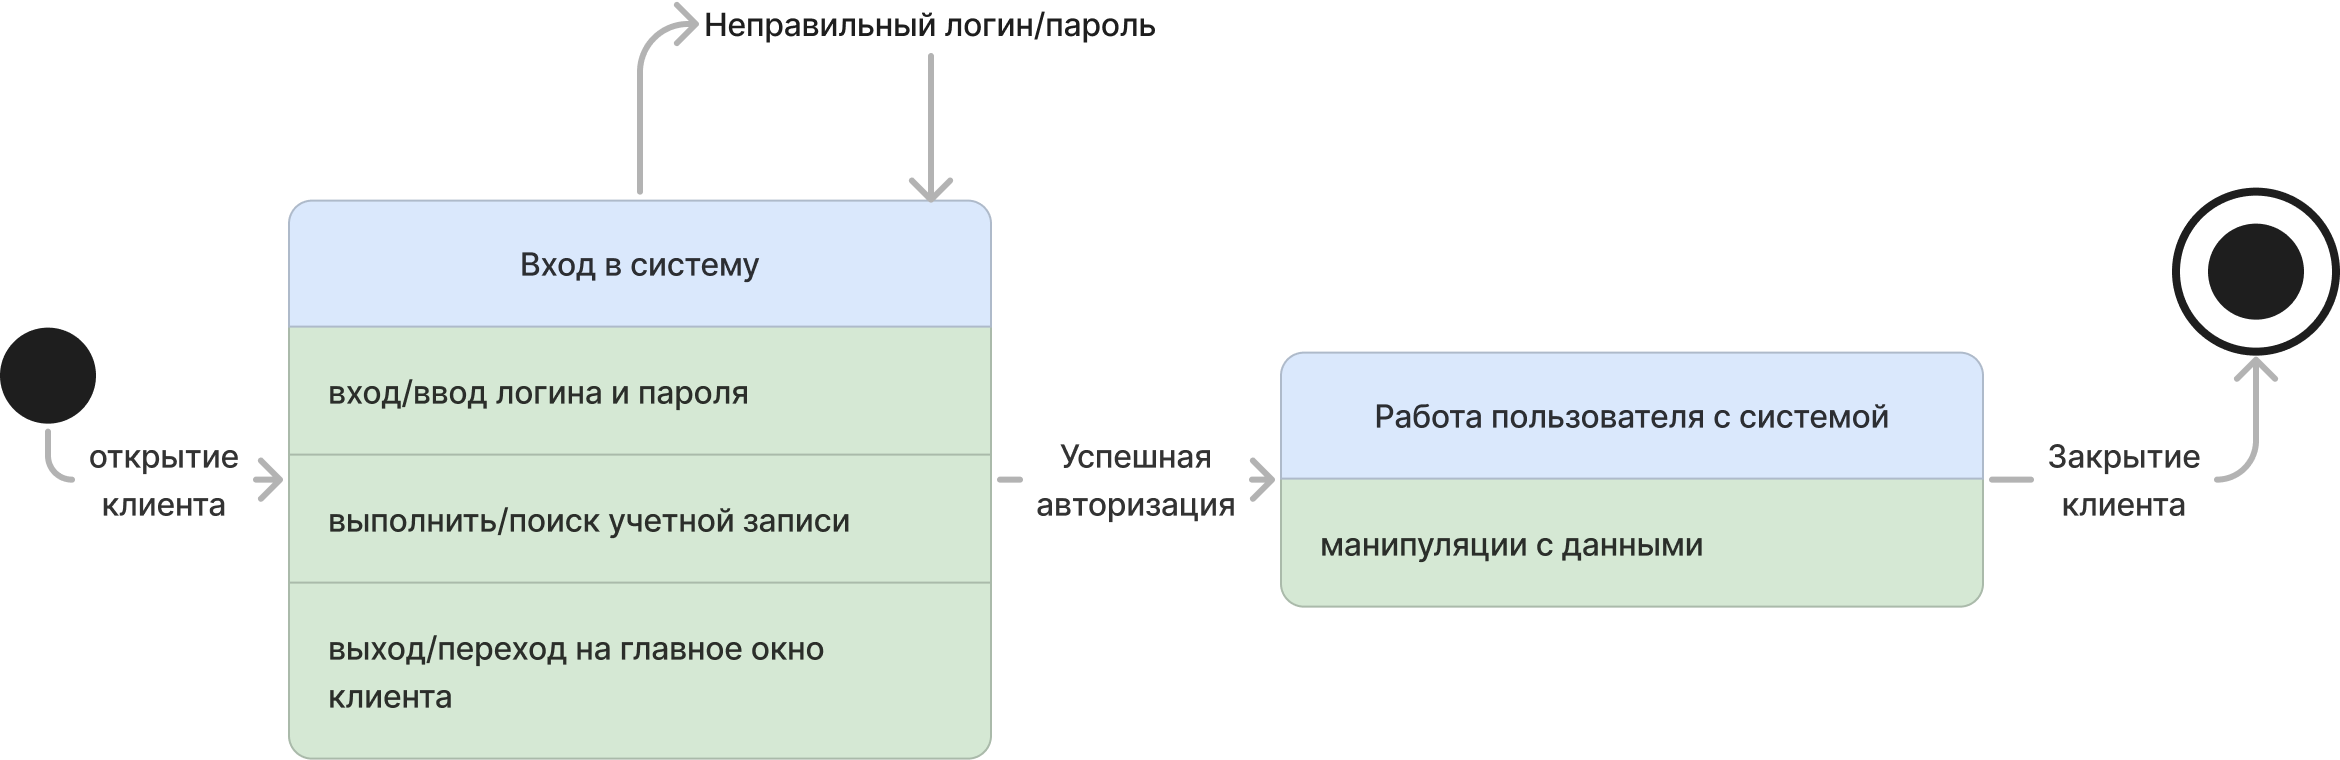 Неправильный логин/пароль
Вход в систему
вход/ввод логина и пароля
выполнить/поиск учетной записи
выход/переход на главное окно
клиента
открытие
клиента
Успешная
авторизация
Работа пользователя с системой
манипуляции с данными
Закрытие
клиента